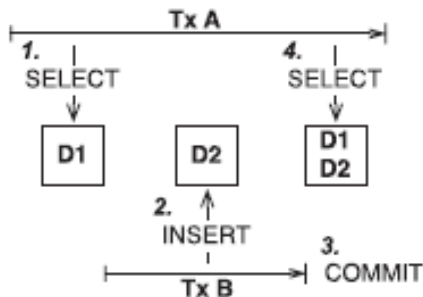 Tx A
1.
SELECT
4.
SELECT
D1
D2
D1
D2
2.
INSERT
3.
COMMIT
Tx B